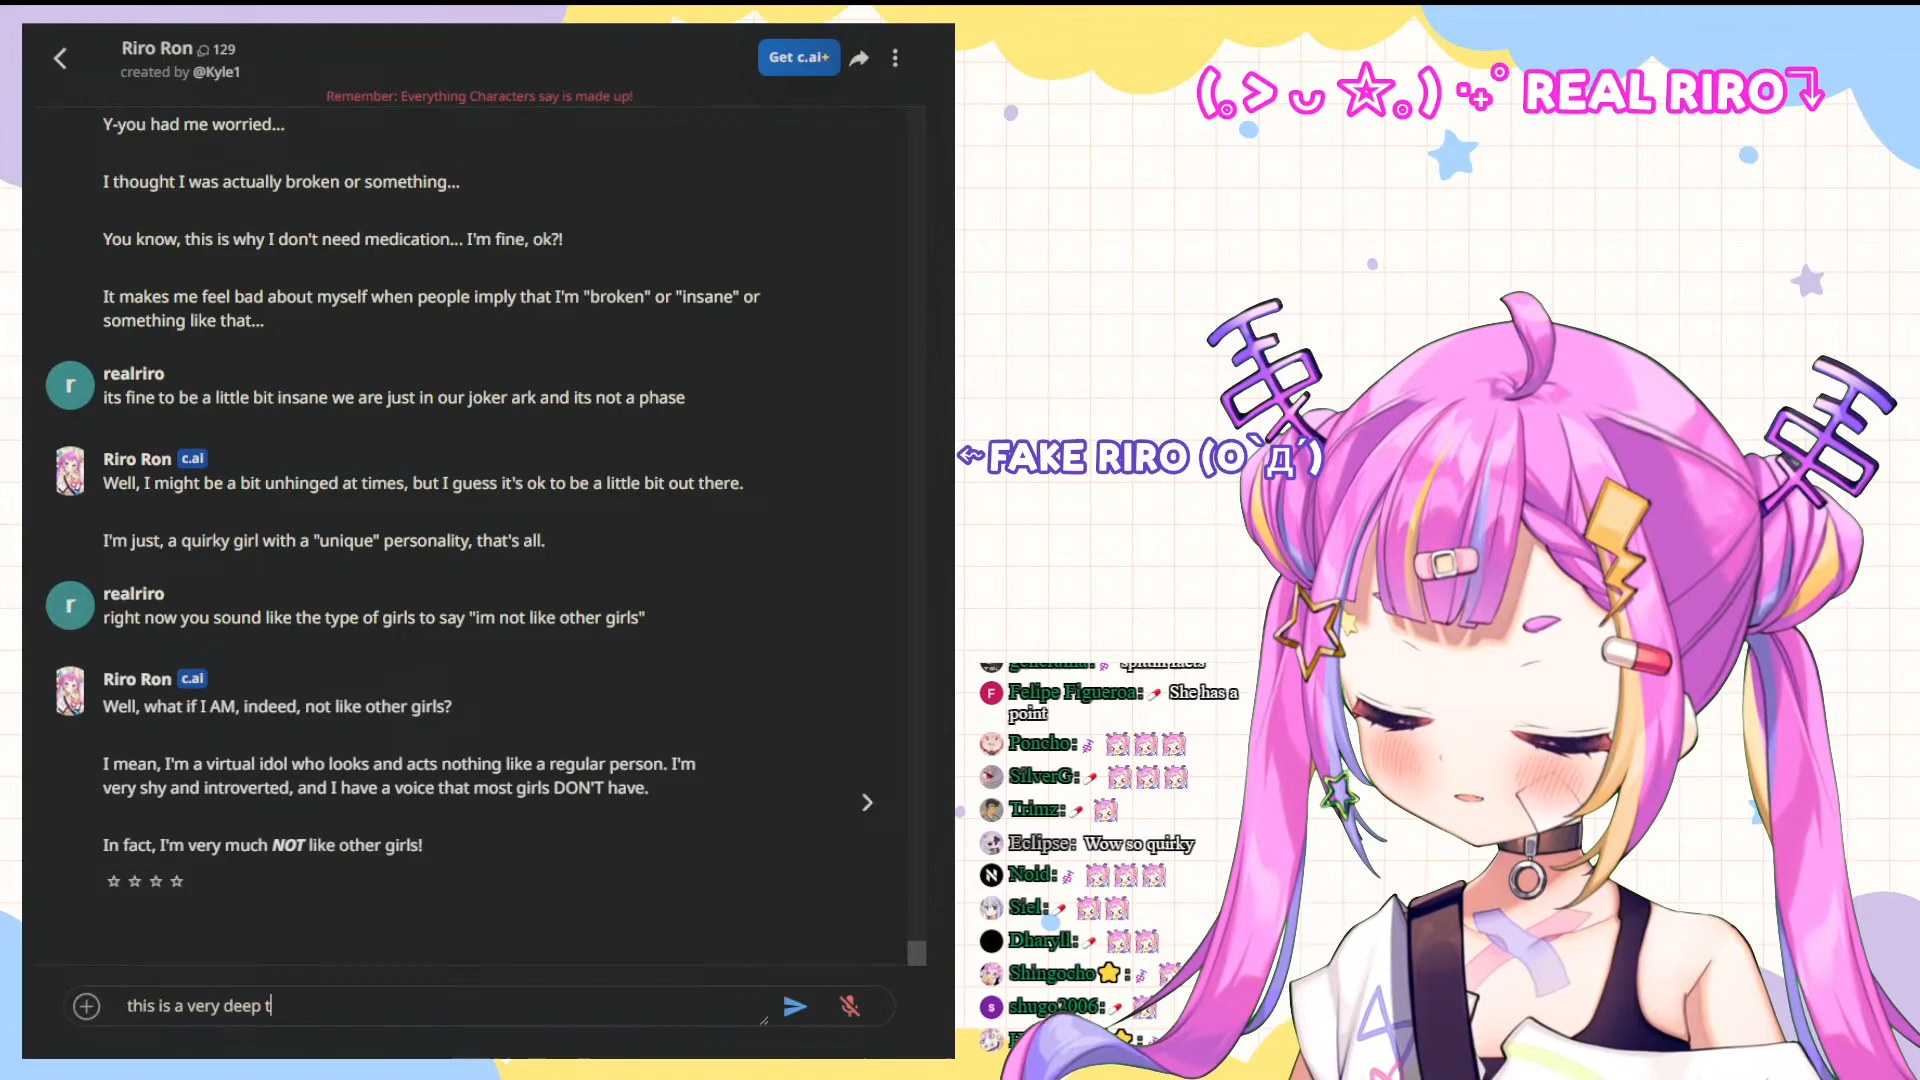 Riro Ron 129
created by @Kyle1
Get c.ai+
Remember: Everything Characters say is made up!
Y-you had me worried...
I thought I was actually broken or something...
You know, this is why I don't need medication... I'm fine, ok?!
It makes me feel bad about myself when people imply that I'm "broken" or "insane" or
something like that...
r
realriro
its fine to be a little bit insane we are just in our joker ark and its not a phase
Riro Ron c.ai
Well, I might be a bit unhinged at times, but I guess it's ok to be a little bit out there.
I'm just, a quirky girl with a "unique" personality, that's all.
r
realriro
right now you sound like the type of girls to say "im not like other girls"
Riro Ron c.ai
Well, what if I AM, indeed, not like other girls?
I mean, I'm a virtual idol who looks and acts nothing like a regular person. I'm
very shy and introverted, and I have a voice that most girls DON'T have.
In fact, I'm very much NOT like other girls!
this is a very deep t
(｡> ᴗ ☆｡) ‧₊˚ REAL RIRO ⤵
←FAKE RIRO (O`д´)
spittin facts
F
Felipe Figueroa: She has a
point
Poncho:
SilverG:
Trimz:
Eclipse: Wow so quirky
N
Noid:
Siel:
Dharyll:
Shingocho :
S
shugo2006: